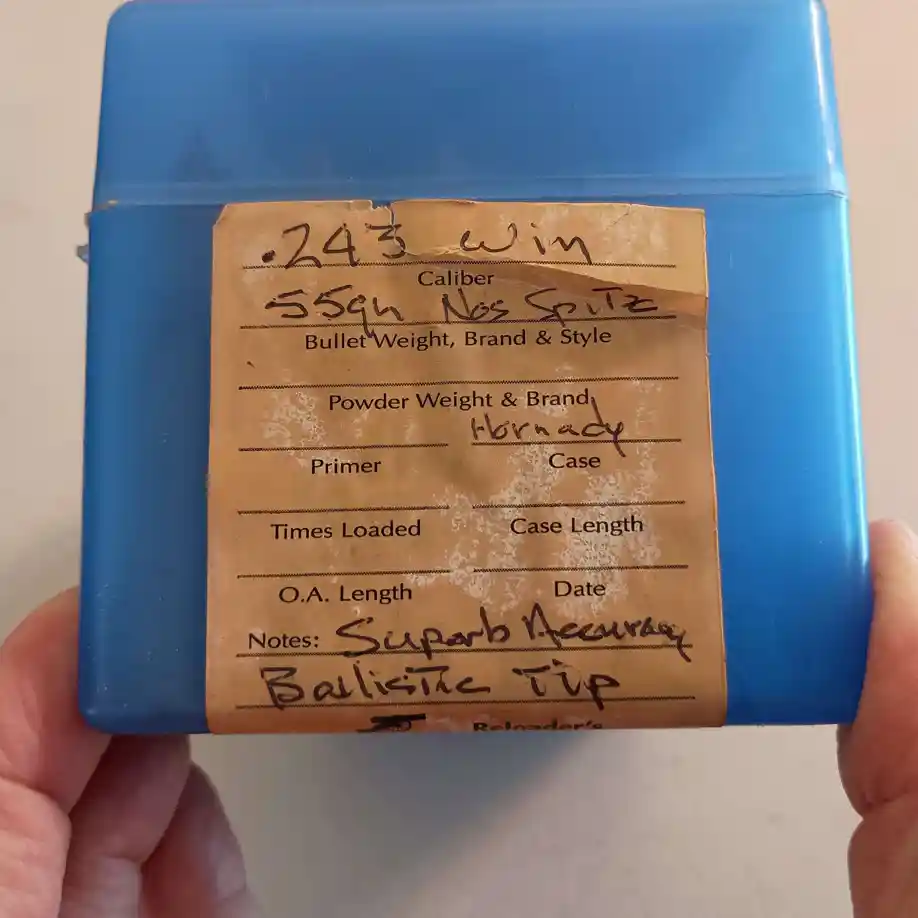 .243 Win
Caliber
55gn Nos Spitz
Bullet Weight, Brand & Style
Powder Weight & Brand
Hornady
Primer Case
Times Loaded Case Length
O.A. Length Date
Notes: Superb Accuracy
Ballistic Tip
Reloader's